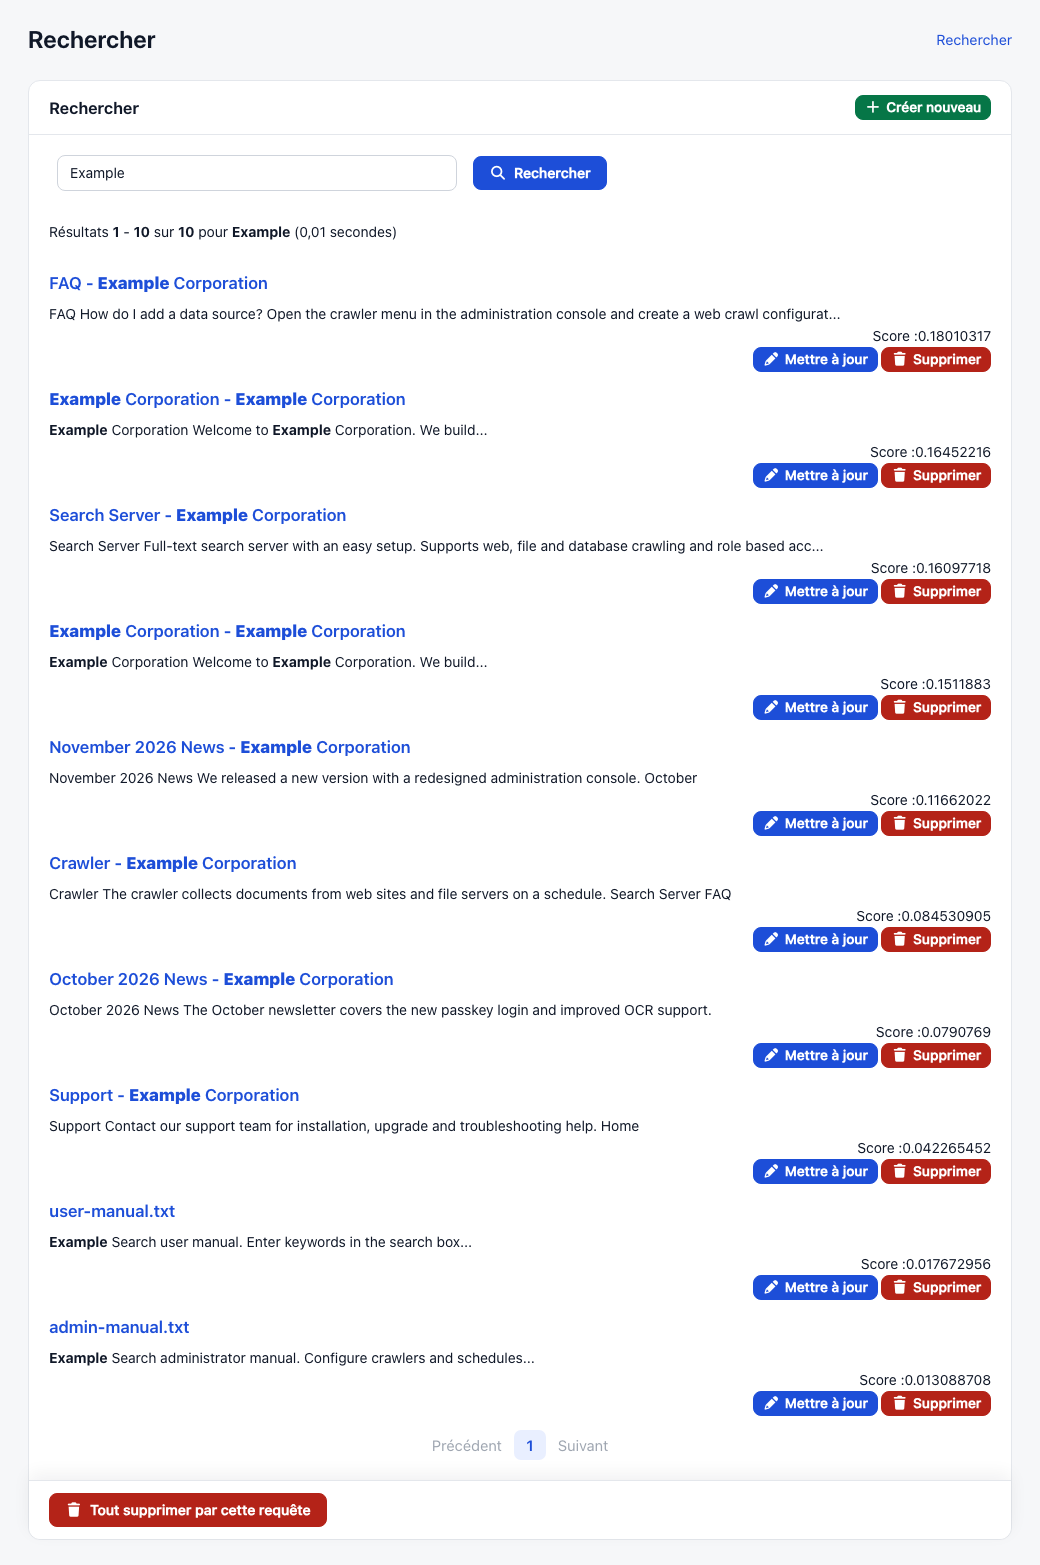 Rechercher
Rechercher
Rechercher
Créer nouveau
Example
Rechercher
Résultats 1 - 10 sur 10 pour Example (0,01 secondes)
FAQ - Example Corporation
FAQ How do I add a data source? Open the crawler menu in the administration console and create a web crawl configurat...
Score :0.18010317
Mettre à jour Supprimer
Example Corporation - Example Corporation
Example Corporation Welcome to Example Corporation. We build...
Score :0.16452216
Mettre à jour Supprimer
Search Server - Example Corporation
Search Server Full-text search server with an easy setup. Supports web, file and database crawling and role based acc...
Score :0.16097718
Mettre à jour Supprimer
Example Corporation - Example Corporation
Example Corporation Welcome to Example Corporation. We build...
Score :0.1511883
Mettre à jour Supprimer
November 2026 News - Example Corporation
November 2026 News We released a new version with a redesigned administration console. October
Score :0.11662022
Mettre à jour Supprimer
Crawler - Example Corporation
Crawler The crawler collects documents from web sites and file servers on a schedule. Search Server FAQ
Score :0.084530905
Mettre à jour Supprimer
October 2026 News - Example Corporation
October 2026 News The October newsletter covers the new passkey login and improved OCR support.
Score :0.0790769
Mettre à jour Supprimer
Support - Example Corporation
Support Contact our support team for installation, upgrade and troubleshooting help. Home
Score :0.042265452
Mettre à jour Supprimer
user-manual.txt
Example Search user manual. Enter keywords in the search box...
Score :0.017672956
Mettre à jour Supprimer
admin-manual.txt
Example Search administrator manual. Configure crawlers and schedules...
Score :0.013088708
Mettre à jour Supprimer
Précédent 1 Suivant
Tout supprimer par cette requête